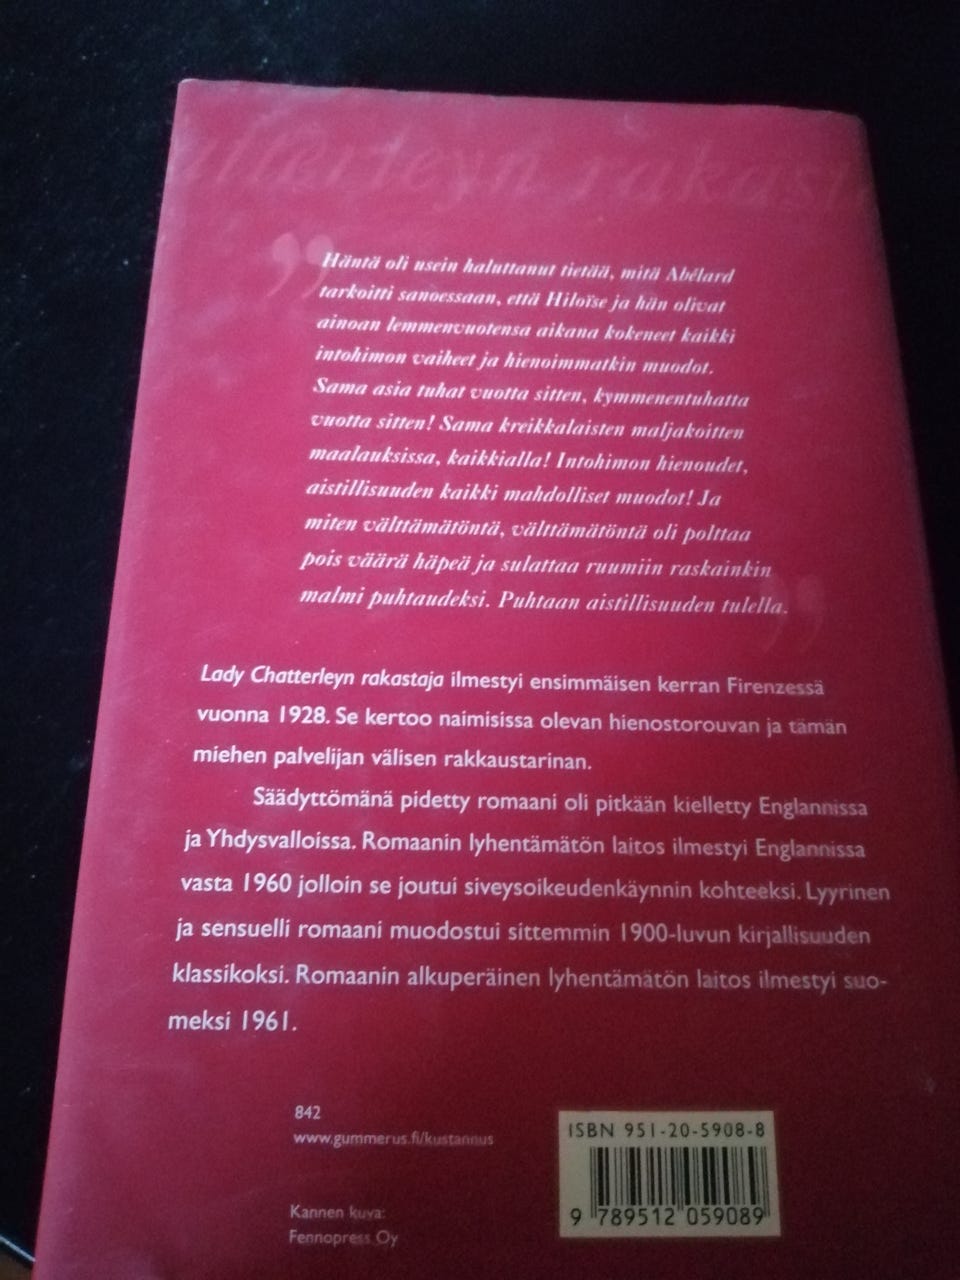 atterleyn rakast
”
Häntä oli usein haluttanut tietää, mitä Abélard
tarkoitti sanoessaan, että Hiloïse ja hän olivat
ainoan lemmenvuotensa aikana kokeneet kaikki
intohimon vaiheet ja hienoimmatkin muodot.
Sama asia tuhat vuotta sitten, kymmenentuhatta
vuotta sitten! Sama kreikkalaisten maljakoitten
maalauksissa, kaikkialla! Intohimon hienoudet,
aistillisuuden kaikki mahdolliset muodot! Ja
miten välttämätöntä, välttämätöntä oli polttaa
pois väärä häpeä ja sulattaa ruumiin raskainkin
malmi puhtaudeksi. Puhtaan aistillisuuden tulella.
”
Lady Chatterleyn rakastaja ilmestyi ensimmäisen kerran Firenzessä
vuonna 1928. Se kertoo naimisissa olevan hienostorouvan ja tämän
miehen palvelijan välisen rakkaustarinan.
Säädyttömänä pidetty romaani oli pitkään kielletty Englannissa
ja Yhdysvalloissa. Romaanin lyhentämätön laitos ilmestyi Englannissa
vasta 1960 jolloin se joutui siveysoikeudenkäynnin kohteeksi. Lyyrinen
ja sensuelli romaani muodostui sittemmin 1900-luvun kirjallisuuden
klassikoksi. Romaanin alkuperäinen lyhentämätön laitos ilmestyi suo-
meksi 1961.
842
www.gummerus.fi/kustannus
Kannen kuva:
Fennopress Oy
ISBN 951-20-5908-8
9 789512 059089